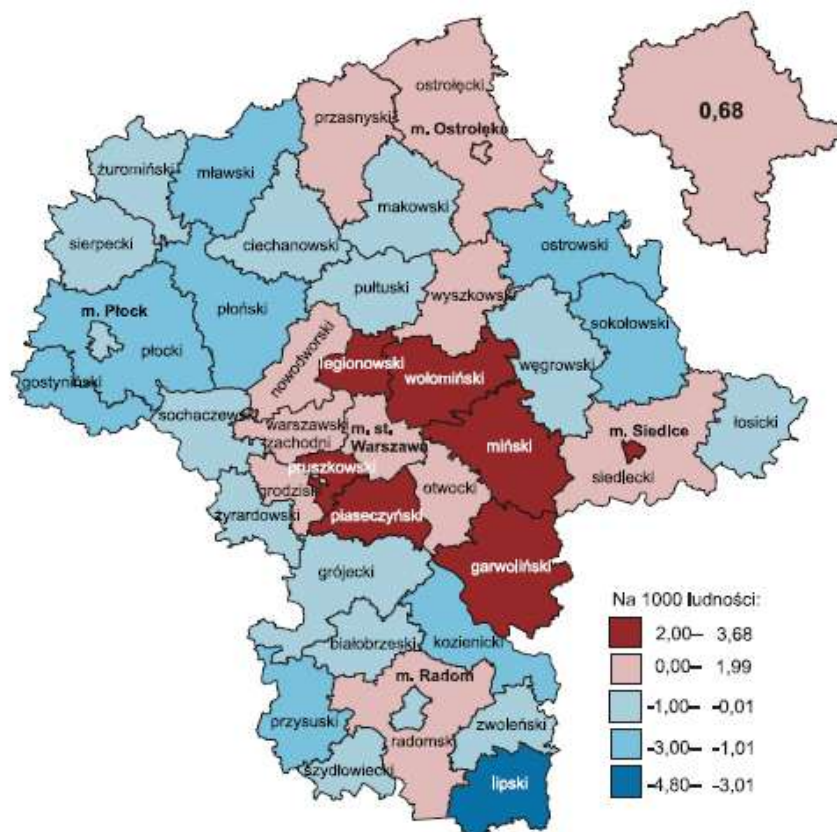 ostrołęcki
0,68
przasnyski
m. Ostrołęka
żuromiński
mławski
makowski
sierpecki
ciechanowski
ostrowski
pułtuski
wyszkowski
m. Płock
płoński
sokołowski
nowodworski
legionowski
płocki
wołomiński
węgrowski
gostyniński
sochaczews
łosicki
warszawski
zachodni
m. st.
Warszawa
m. Siedlce
miński
pruszkowski
siedlecki
grodzisk
otwocki
piaseczyński
żyrardowski
garwoliński
grójecki
Na 1000 ludności:
2,00– 3,68
białobrzeski
kozienicki
0,00– 1,99
m. Radom
-1,00– -0,01
przysuski
zwoleński
radomsk
-3,00– -1,01
szydłowiecki
lipski
-4,80– -3,01